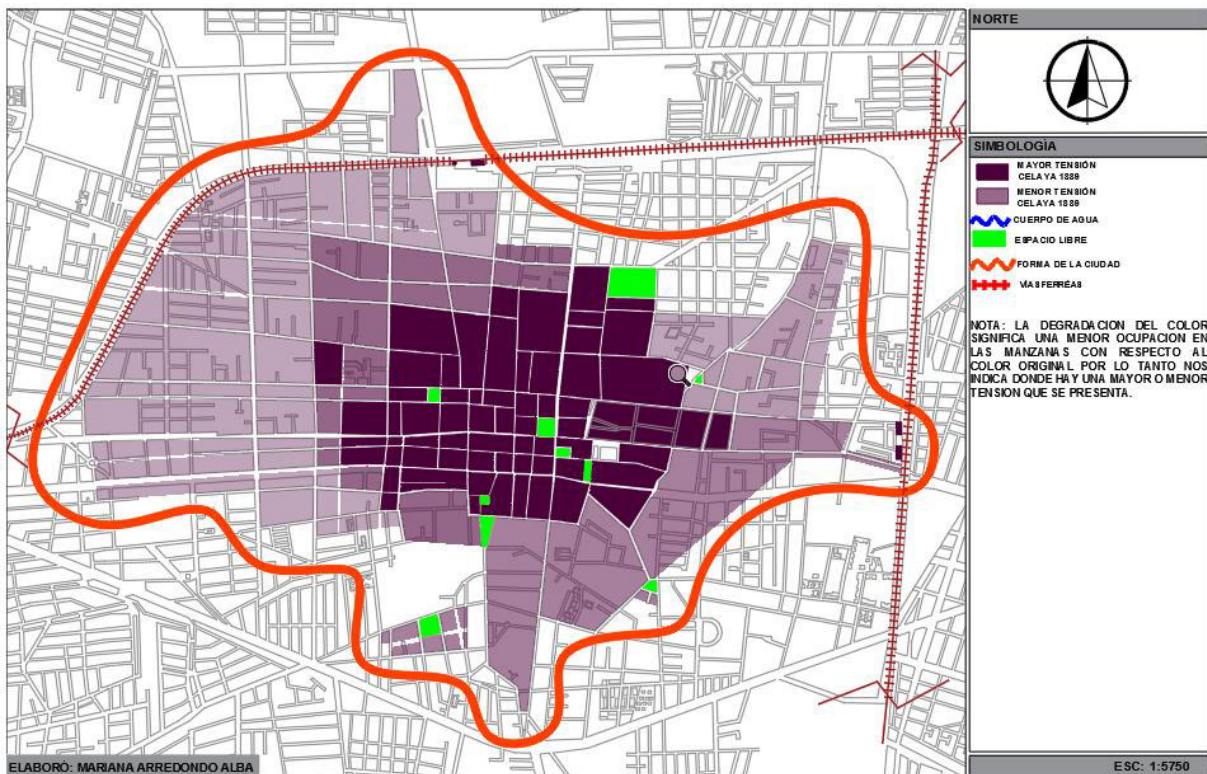 NORTE
SIMBOLOGÍA
MAYOR TENSIÓN
CELAYA 1889
MENOR TENSIÓN
CELAYA 1889
CUERPO DE AGUA
ESPACIO LIBRE
FORMA DE LA CIUDAD
VÍAS FERRÉAS
NOTA: LA DEGRADACION DEL COLOR
SIGNIFICA UNA MENOR OCUPACION EN
LAS MANZANAS CON RESPECTO AL
COLOR ORIGINAL POR LO TANTO NOS
INDICA DONDE HAY UNA MAYOR O MENOR
TENSION QUE SE PRESENTA.
ELABORÓ: MARIANA ARREDONDO ALBA
ESC: 1:5750